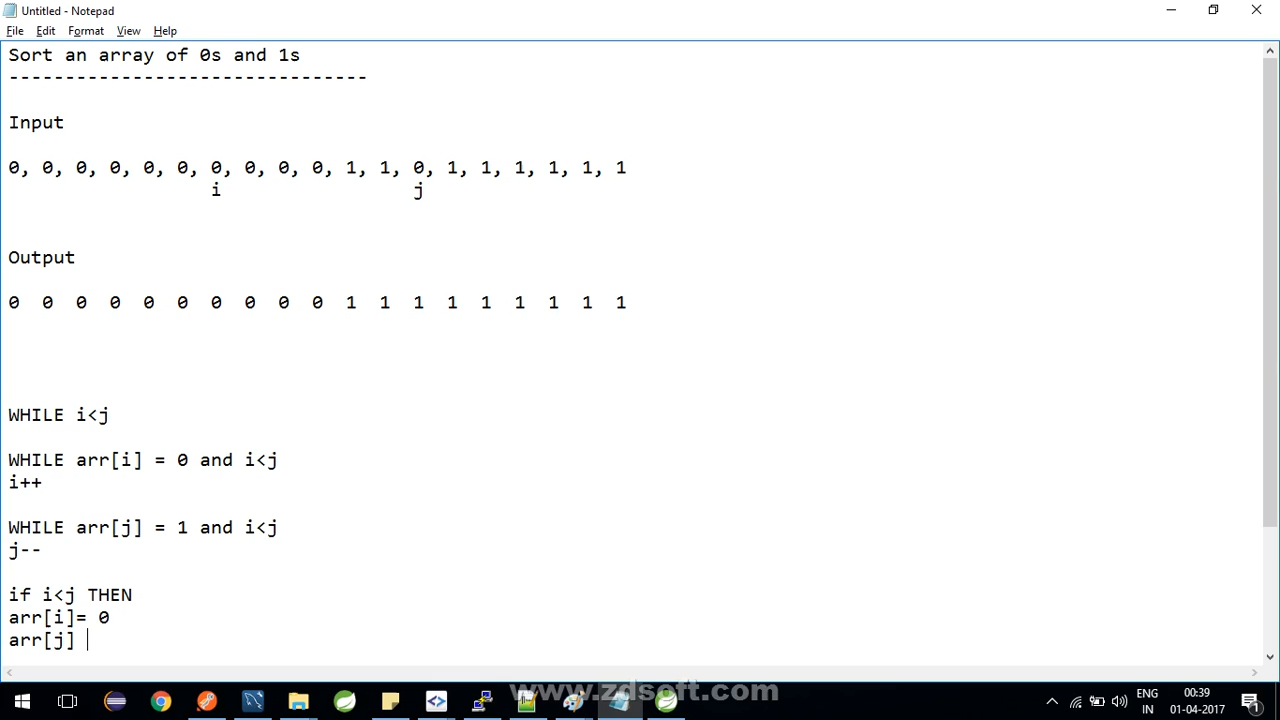 Untitled - Notepad
File Edit Format View Help
Sort an array of 0s and 1s
--------------------------------
Input
0, 0, 0, 0, 0, 0, 0, 0, 0, 0, 1, 1, 0, 1, 1, 1, 1, 1, 1
i j
Output
0 0 0 0 0 0 0 0 0 0 1 1 1 1 1 1 1 1 1
WHILE i<j
WHILE arr[i] = 0 and i<j
i++
WHILE arr[j] = 1 and i<j
j--
if i<j THEN
arr[i]= 0
arr[j]
www.zdsoft.com
ENG 00:39
IN 01-04-2017
1